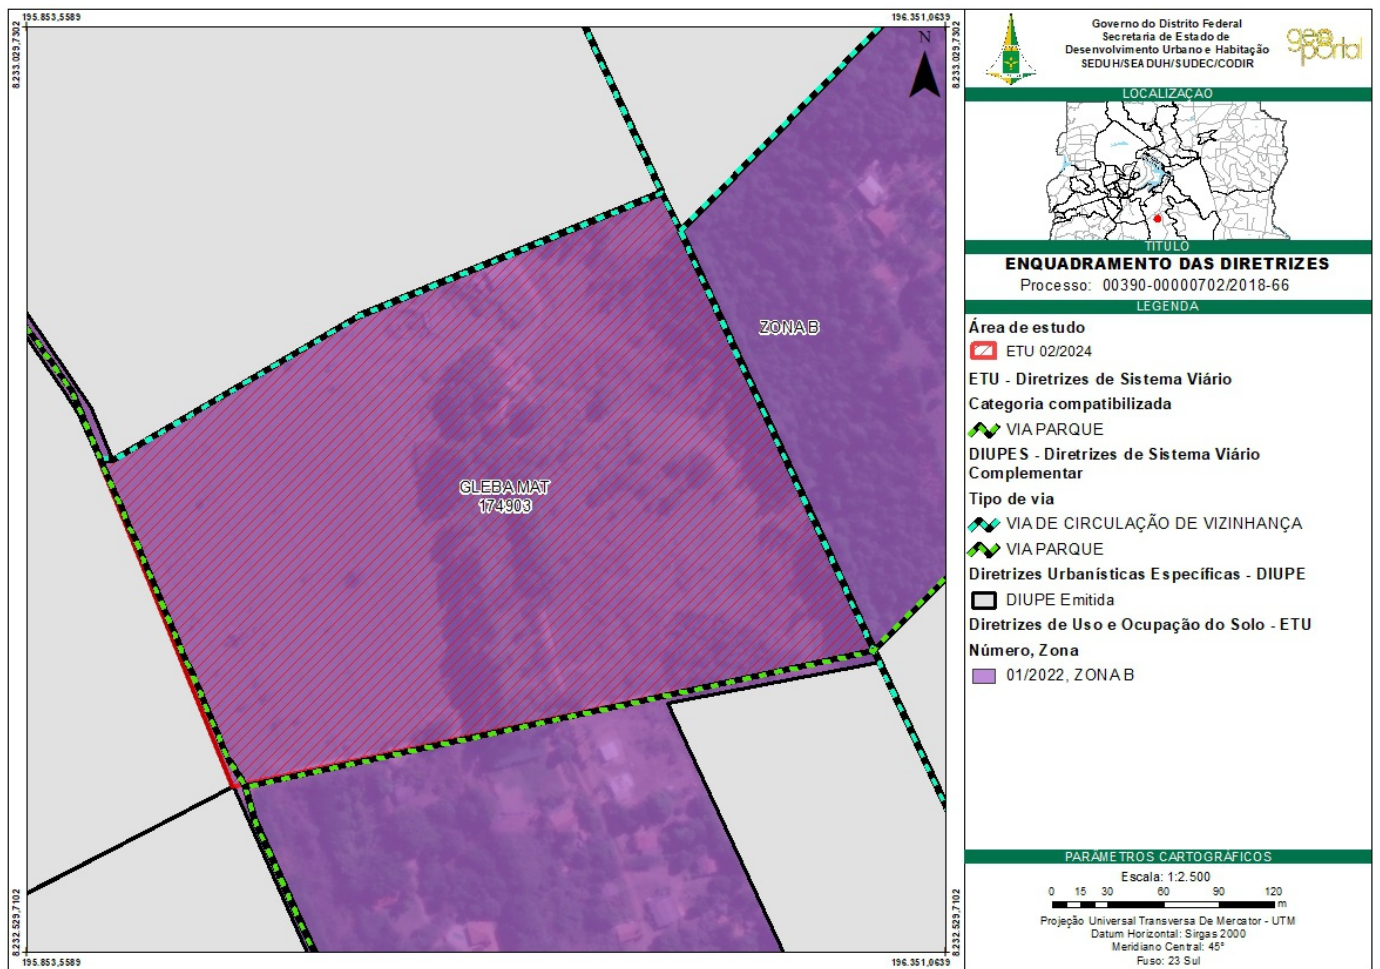 195.853,5589
196.351,0639
8.233.029,7302
8.233.029,7302
N
ZONA B
GLEBA MAT
174903
8.232.529,7102
8.232.529,7102
195.853,5589
196.351,0639
Governo do Distrito Federal
Secretaria de Estado de
Desenvolvimento Urbano e Habitação
SEDUH/SEADUH/SUDEC/CODIR
geo
portal
LOCALIZAÇÃO
TÍTULO
ENQUADRAMENTO DAS DIRETRIZES
Processo: 00390-00000702/2018-66
LEGENDA
Área de estudo
ETU 02/2024
ETU - Diretrizes de Sistema Viário
Categoria compatibilizada
VIA PARQUE
DIUPES - Diretrizes de Sistema Viário
Complementar
Tipo de via
VIA DE CIRCULAÇÃO DE VIZINHANÇA
VIA PARQUE
Diretrizes Urbanísticas Específicas - DIUPE
DIUPE Emitida
Diretrizes de Uso e Ocupação do Solo - ETU
Número, Zona
01/2022, ZONA B
PARÂMETROS CARTOGRÁFICOS
Escala: 1:2.500
0 15 30 60 90 120
m
Projeção Universal Transversa De Mercator - UTM
Datum Horizontal: Sirgas 2000
Meridiano Central: 45°
Fuso: 23 Sul